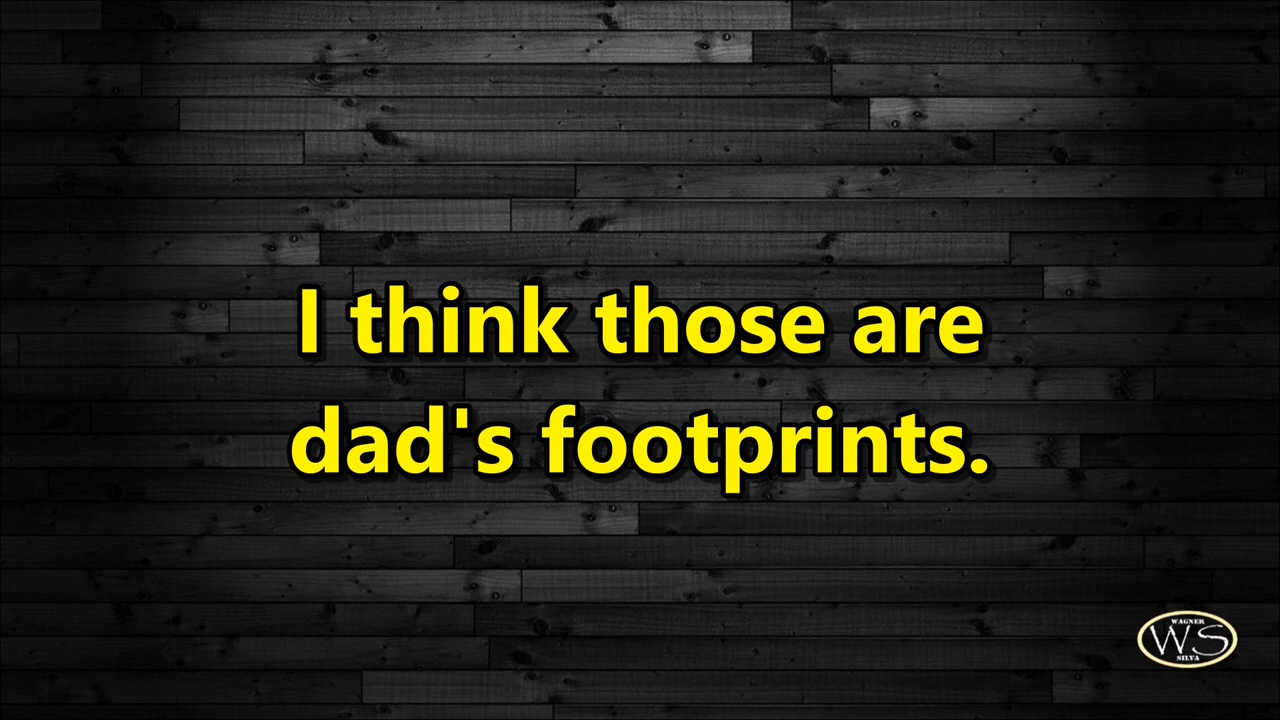 I think those are
dad's footprints.
WAGNER
WS
SILVA